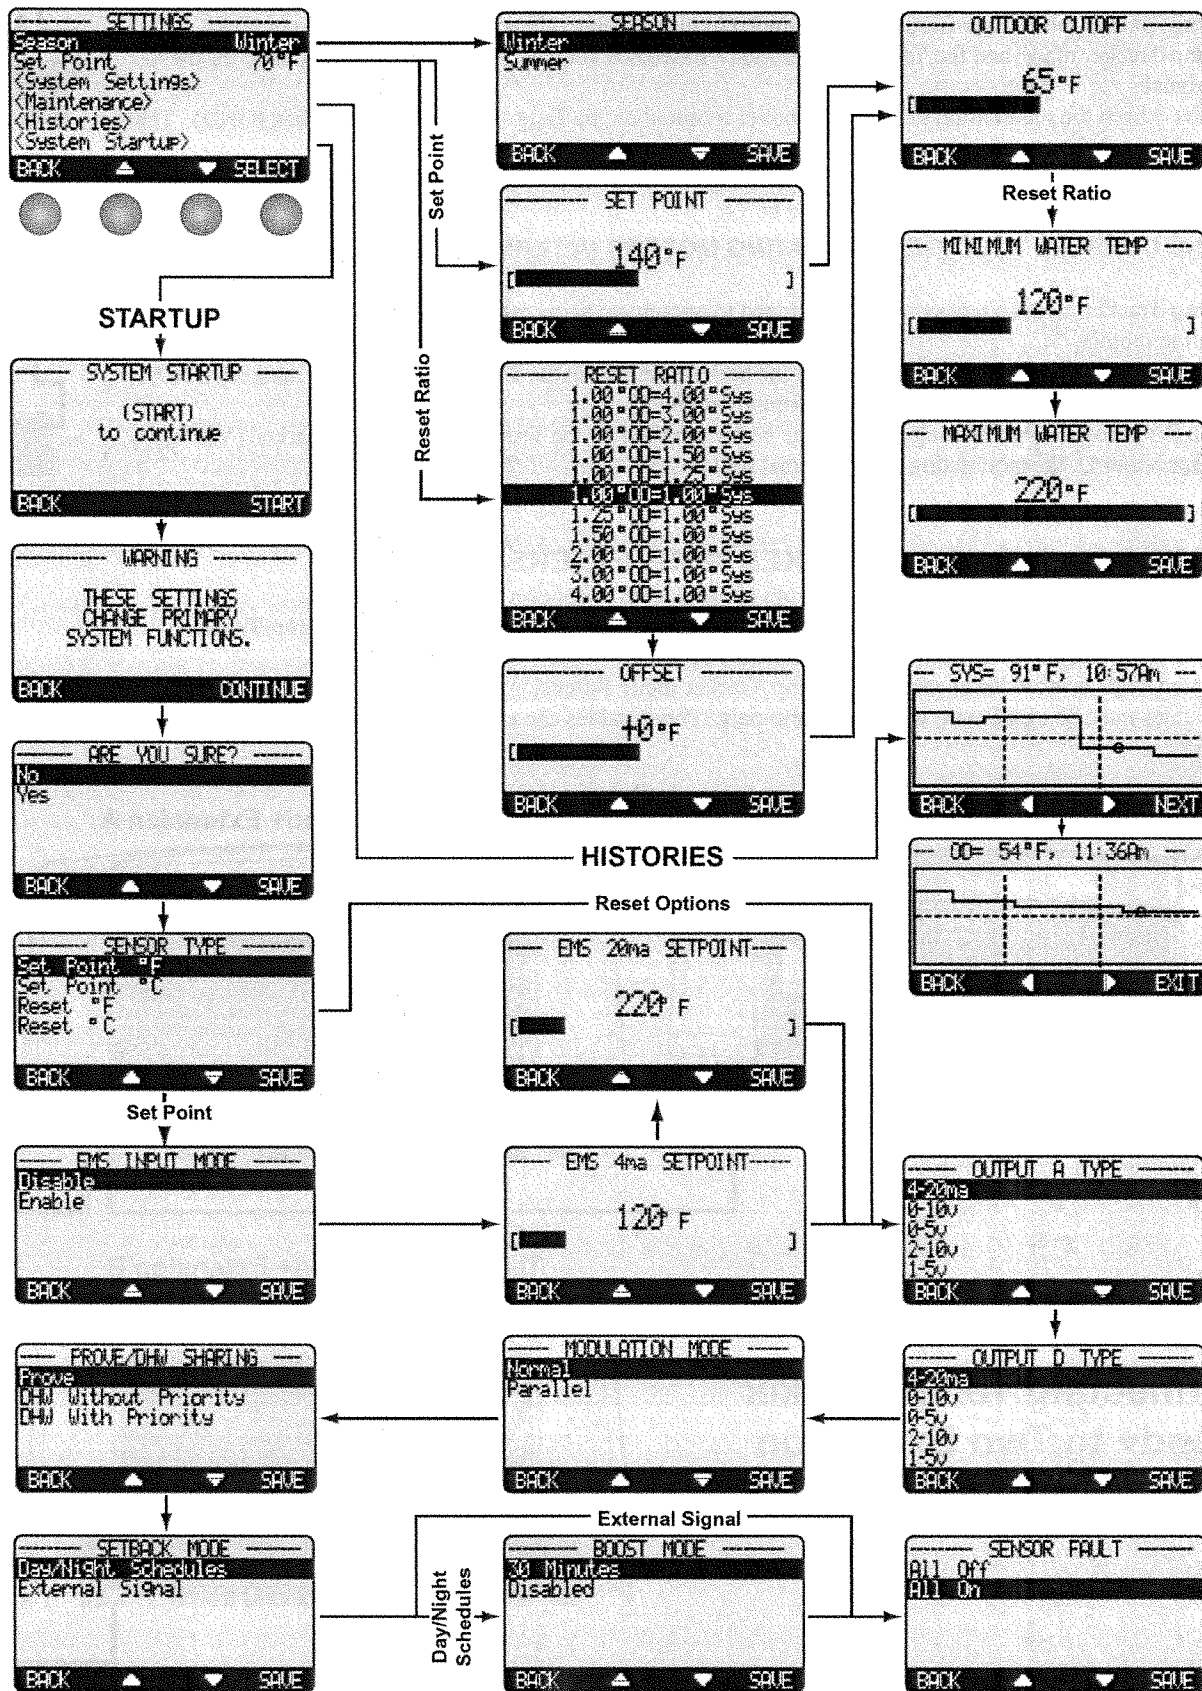 SETTINGS
Season Winter
Set Point 70°F
<System Settings>
<Maintenance>
<Histories>
<System Startup>
BACK SELECT
SEASON
Winter
Summer
BACK SAVE
OUTDOOR CUTOFF
65°F
[
BACK SAVE
Set Point
Reset Ratio
SET POINT
140°F
[ ]
BACK SAVE
Reset Ratio
MINIMUM WATER TEMP
120°F
[ ]
BACK SAVE
MAXIMUM WATER TEMP
220°F
[ ]
BACK SAVE
RESET RATIO
1.00°OD=4.00°Sys
1.00°OD=3.00°Sys
1.00°OD=2.00°Sys
1.00°OD=1.50°Sys
1.00°OD=1.25°Sys
1.00°OD=1.00°Sys
1.25°OD=1.00°Sys
1.50°OD=1.00°Sys
2.00°OD=1.00°Sys
3.00°OD=1.00°Sys
4.00°OD=1.00°Sys
BACK SAVE
OFFSET
+0°F
[
BACK SAVE
STARTUP
SYSTEM STARTUP
(START)
to continue
BACK START
WARNING
THESE SETTINGS
CHANGE PRIMARY
SYSTEM FUNCTIONS.
BACK CONTINUE
ARE YOU SURE?
No
Yes
BACK SAVE
HISTORIES
SYS= 91°F, 10:57Am
BACK NEXT
OD= 54°F, 11:36Am
BACK EXIT
SENSOR TYPE
Set Point °F
Set Point °C
Reset °F
Reset °C
BACK SAVE
Reset Options
Set Point
EMS INPUT MODE
Disable
Enable
BACK SAVE
EMS 20ma SETPOINT
220° F
[ ]
BACK SAVE
EMS 4ma SETPOINT
120° F
[ ]
BACK SAVE
OUTPUT A TYPE
4-20ma
0-10v
0-5v
2-10v
1-5v
BACK SAVE
OUTPUT D TYPE
4-20ma
0-10v
0-5v
2-10v
1-5v
BACK SAVE
MODULATION MODE
Normal
Parallel
BACK SAVE
PROVE/DHW SHARING
Prove
DHW Without Priority
DHW With Priority
BACK SAVE
SETBACK MODE
Day/Night Schedules
External Signal
BACK SAVE
External Signal
Day/Night
Schedules
BOOST MODE
30 Minutes
Disabled
BACK SAVE
SENSOR FAULT
All Off
All On
BACK SAVE